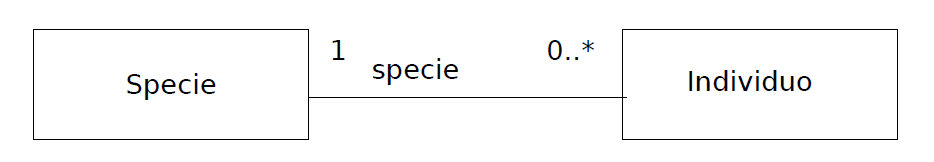 Specie
1
specie
0..*
Individuo